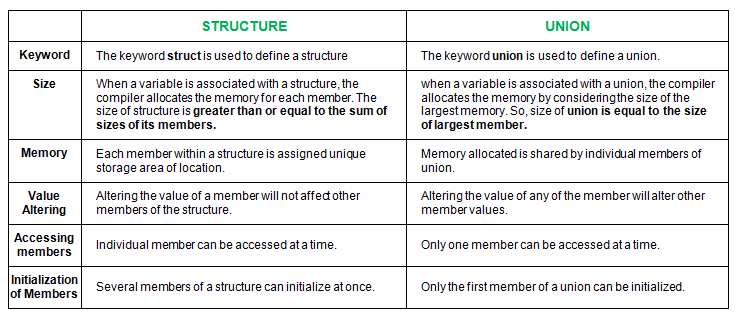 STRUCTURE UNION
Keyword The keyword struct is used to define a structure The keyword union is used to define a union.
Size When a variable is associated with a structure, the when a variable is associated with a union, the compiler
compiler allocates the memory for each member. The allocates the memory by considering the size of the
size of structure is greater than or equal to the sum of largest memory. So, size of union is equal to the size
sizes of its members. of largest member.
Memory Each member within a structure is assigned unique Memory allocated is shared by individual members of
storage area of location. union.
Value Altering the value of a member will not affect other Altering the value of any of the member will alter other
Altering members of the structure. member values.
Accessing
members Individual member can be accessed at a time. Only one member can be accessed at a time.
Initialization
of Members Several members of a structure can initialize at once. Only the first member of a union can be initialized.